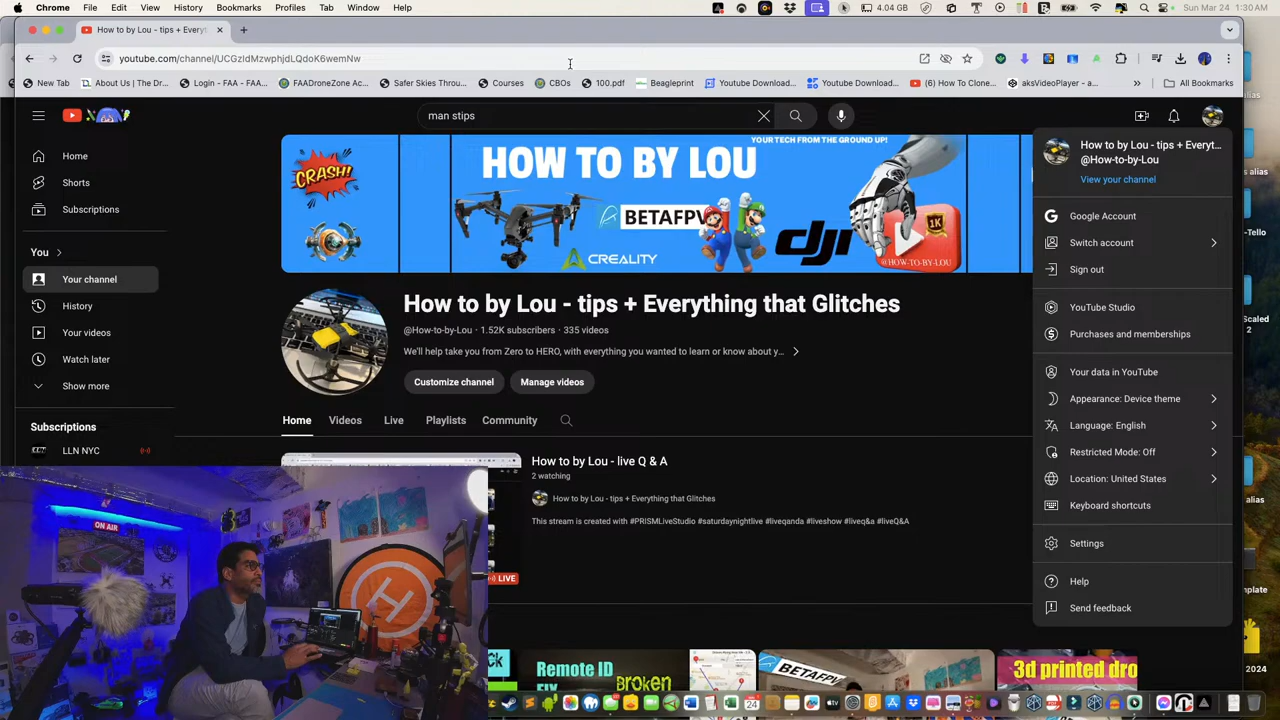 Chrome File Edit View History Bookmarks Profiles Tab Window Help 4.04 GB Sun Mar 24 1:30 AM
How to by Lou - tips + Everyt
youtube.com/channel/UCGzIdMzwphjdLQdoK6wemNw
New Tab About Us | The Dr... Login - FAA - FAA... FAADroneZone Ac... Safer Skies Throu... Courses CBOs 100.pdf Beagleprint Youtube Download... Youtube Download... (6) How To Clone... aksVideoPlayer - a... » All Bookmarks
man stips
Home
Shorts
Subscriptions
You
Your channel
History
Your videos
Watch later
Show more
Subscriptions
LLN NYC
YOUR TECH FROM THE GROUND UP!
HOW TO BY LOU
CRASH!
BETAFPV
CREALITY
dji
1K
@HOW-TO-BY-LOU
How to by Lou - tips + Everything that Glitches
@How-to-by-Lou · 1.52K subscribers · 335 videos
We'll help take you from Zero to HERO, with everything you wanted to learn or know about y...
Customize channel Manage videos
Home Videos Live Playlists Community
How to by Lou - live Q & A
2 watching
How to by Lou - tips + Everything that Glitches
This stream is created with #PRISMLiveStudio #saturdaynightlive #liveqanda #liveshow #liveq&a #liveQ&A
LIVE
How to by Lou - tips + Everyt...
@How-to-by-Lou
View your channel
Google Account
Switch account
Sign out
YouTube Studio
Purchases and memberships
Your data in YouTube
Appearance: Device theme
Language: English
Restricted Mode: Off
Location: United States
Keyboard shortcuts
Settings
Help
Send feedback
ON AIR
H
Remote ID
Broken
BETAFPV
3d printed dro
-Tello
Scaled
2
2024
24